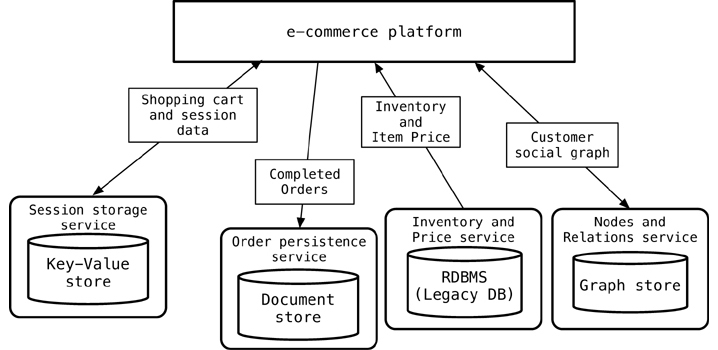 e-commerce platform
Shopping cart
and session
data
Completed
Orders
Inventory
and
Item Price
Customer
social graph
Session storage
service
Key-Value
store
Order persistence
service
Document
store
Inventory and
Price service
RDBMS
(Legacy DB)
Nodes and
Relations service
Graph store